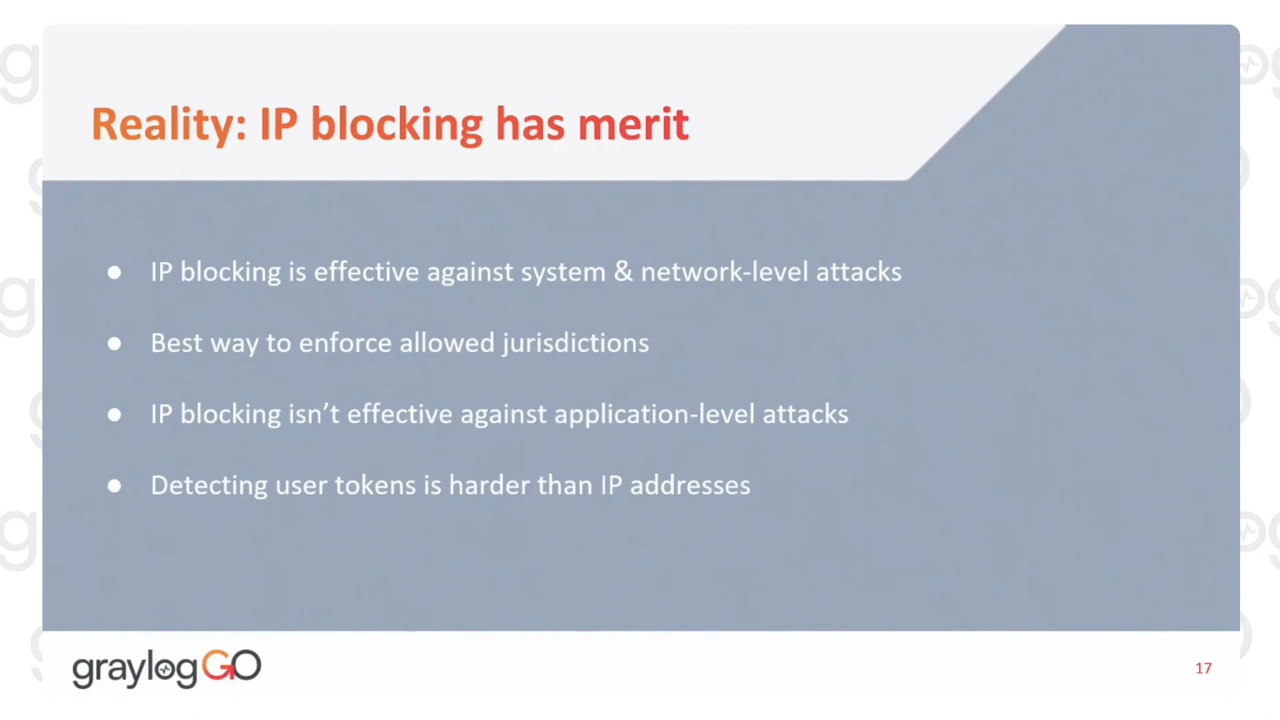 Reality: IP blocking has merit
● IP blocking is effective against system & network-level attacks
● Best way to enforce allowed jurisdictions
● IP blocking isn’t effective against application-level attacks
● Detecting user tokens is harder than IP addresses
graylogGO
17